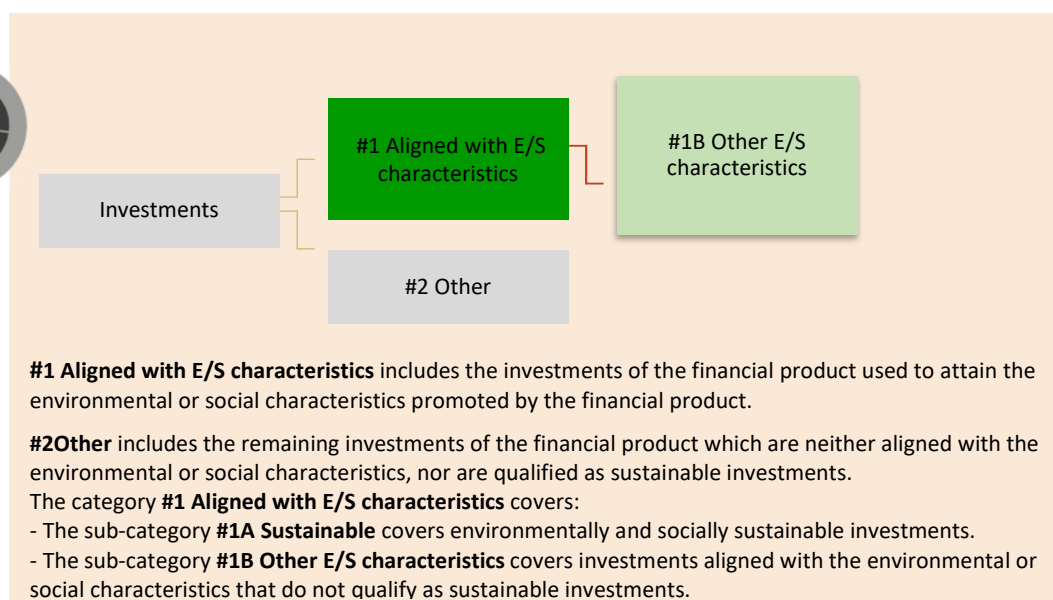 #1 Aligned with E/S
characteristics
#1B Other E/S
characteristics
Investments
#2 Other
#1 Aligned with E/S characteristics includes the investments of the financial product used to attain the
environmental or social characteristics promoted by the financial product.
#2Other includes the remaining investments of the financial product which are neither aligned with the
environmental or social characteristics, nor are qualified as sustainable investments.
The category #1 Aligned with E/S characteristics covers:
- The sub-category #1A Sustainable covers environmentally and socially sustainable investments.
- The sub-category #1B Other E/S characteristics covers investments aligned with the environmental or
social characteristics that do not qualify as sustainable investments.